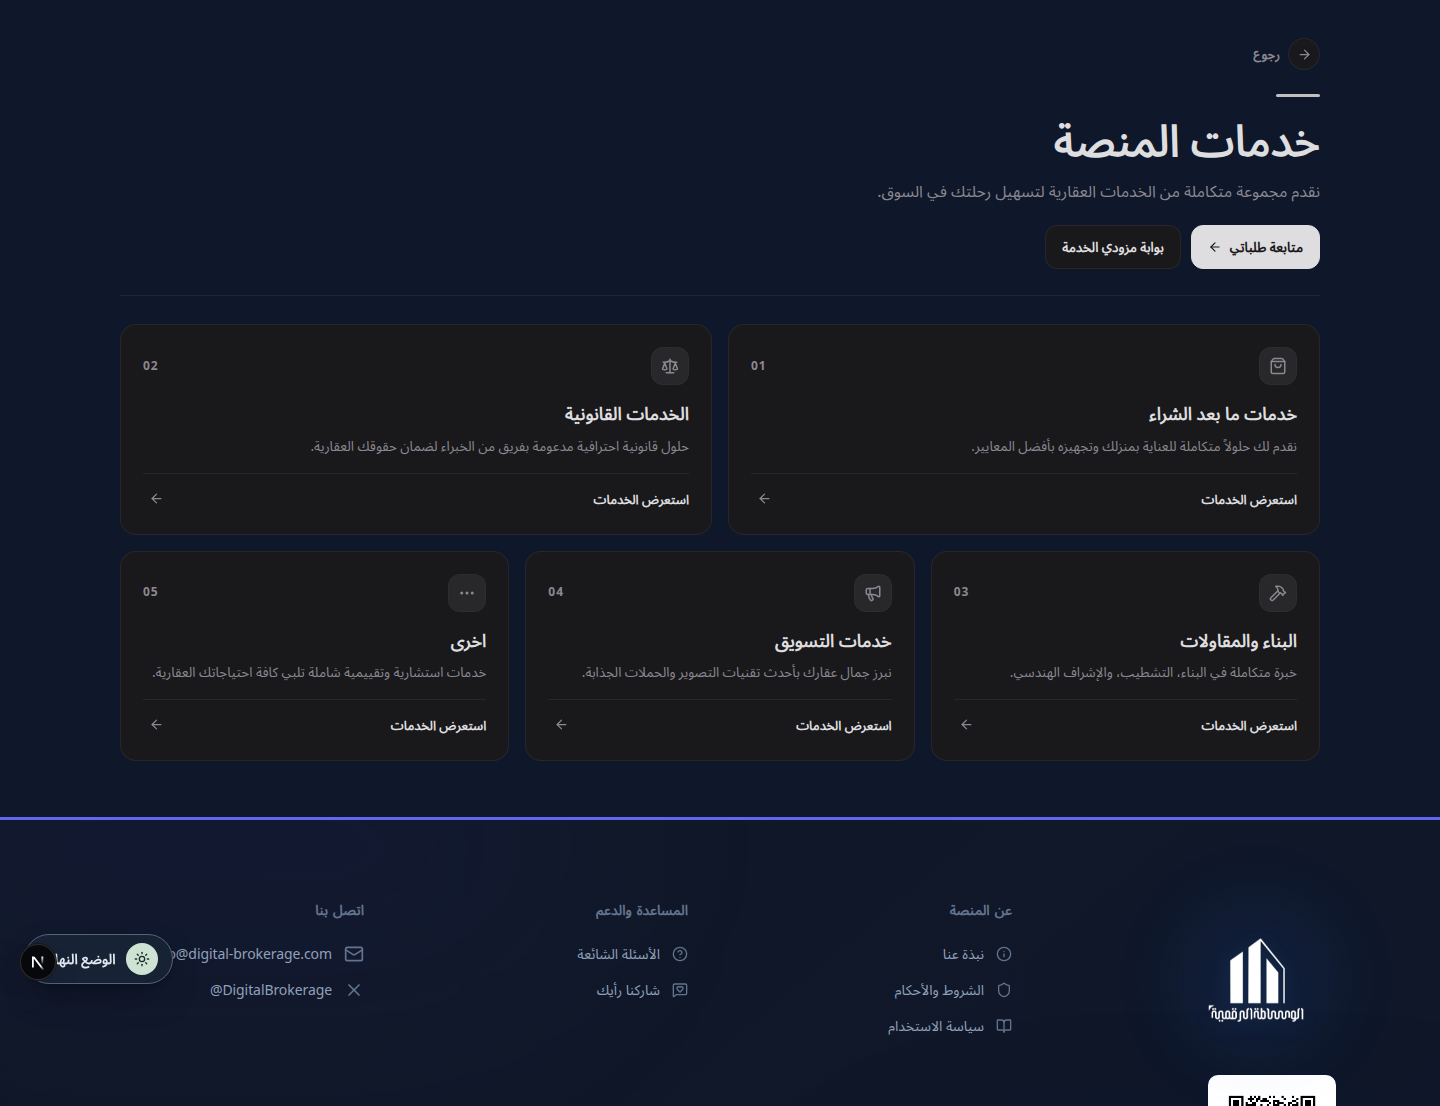 رجوع
خدمات المنصة
نقدم مجموعة متكاملة من الخدمات العقارية لتسهيل رحلتك في السوق.
متابعة طلباتي
بوابة مزودي الخدمة
01
خدمات ما بعد الشراء
نقدم لك حلولاً متكاملة للعناية بمنزلك وتجهيزه بأفضل المعايير.
استعرض الخدمات
02
الخدمات القانونية
حلول قانونية احترافية مدعومة بفريق من الخبراء لضمان حقوقك العقارية.
استعرض الخدمات
03
البناء والمقاولات
خبرة متكاملة في البناء، التشطيب، والإشراف الهندسي.
استعرض الخدمات
04
خدمات التسويق
نبرز جمال عقارك بأحدث تقنيات التصوير والحملات الجذابة.
استعرض الخدمات
05
اخرى
خدمات استشارية وتقييمية شاملة تلبي كافة احتياجاتك العقارية.
استعرض الخدمات
الوساطة الرقمية
عن المنصة
نبذة عنا
الشروط والأحكام
سياسة الاستخدام
المساعدة والدعم
الأسئلة الشائعة
شاركنا رأيك
اتصل بنا
@digital-brokerage.com
@DigitalBrokerage
الوضع
N